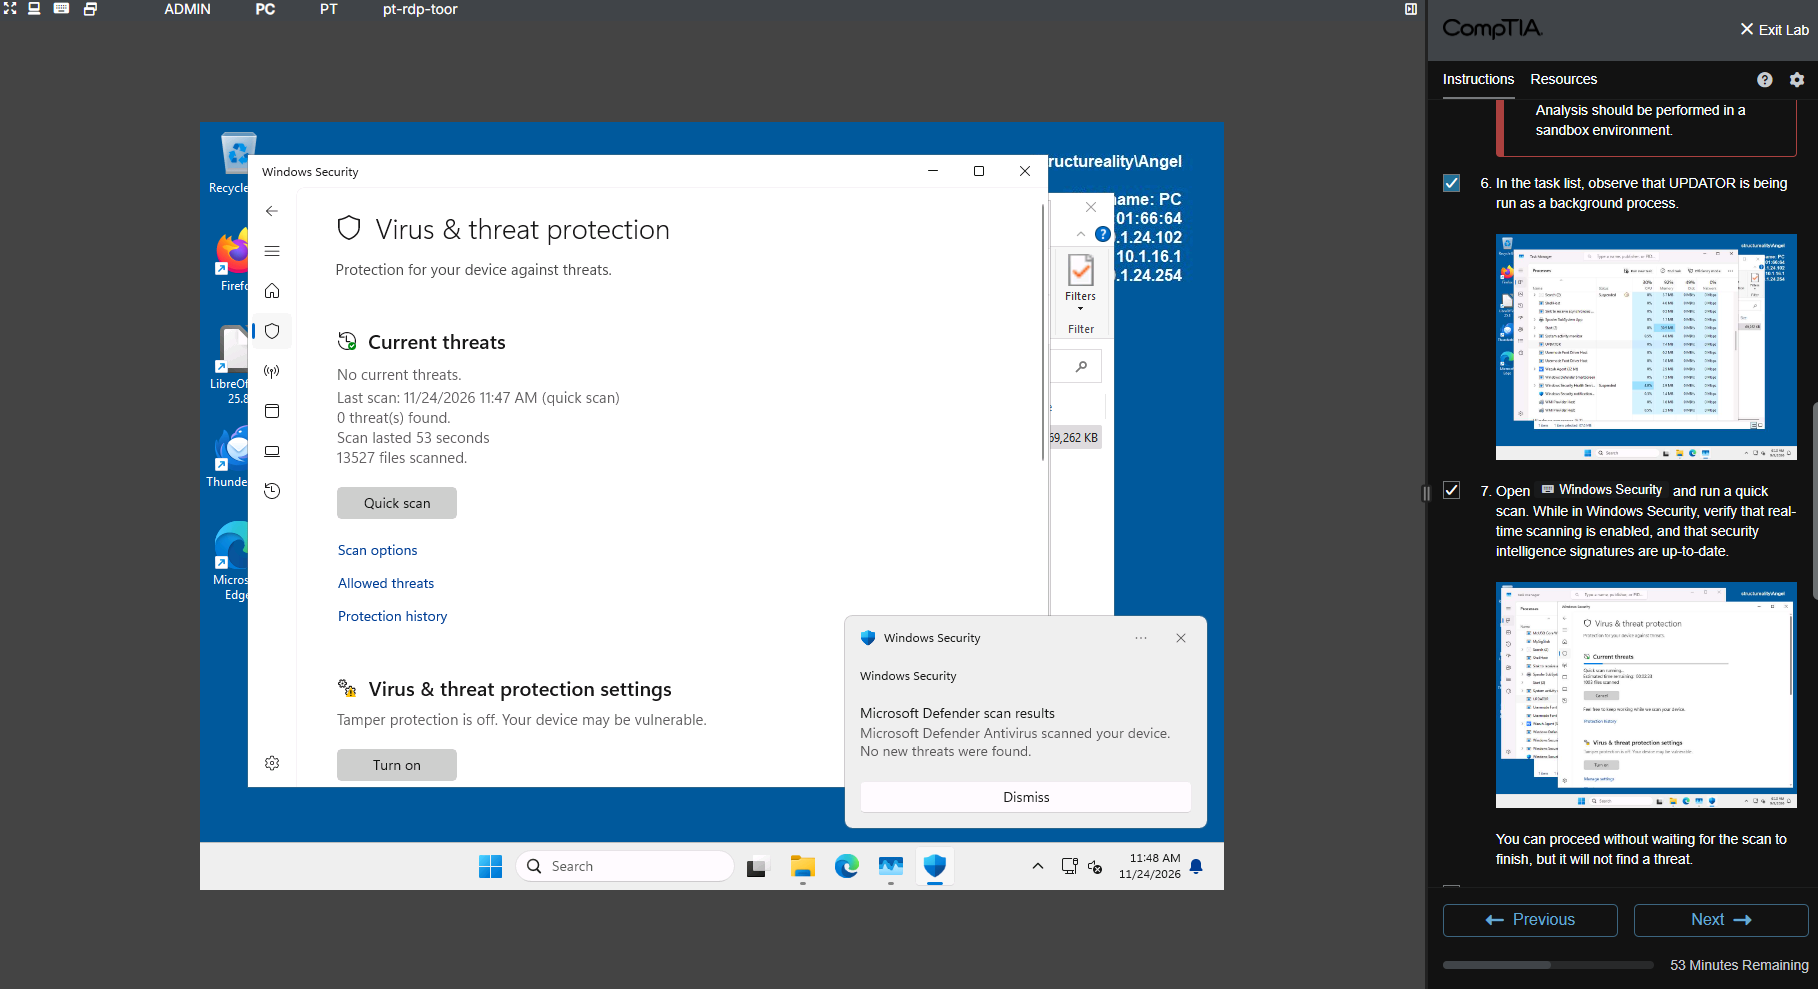 ADMIN PC PT pt-rdp-toor
CompTIA.
Exit Lab
Instructions Resources
Analysis should be performed in a
sandbox environment.
6. In the task list, observe that UPDATOR is being
run as a background process.
7. Open Windows Security and run a quick
scan. While in Windows Security, verify that real-
time scanning is enabled, and that security
intelligence signatures are up-to-date.
You can proceed without waiting for the scan to
finish, but it will not find a threat.
Previous
Next
53 Minutes Remaining
Recycle
Firefo
LibreOf
25.8
Thunde
Micros
Edge
ructureality\Angel
ame: PC
01:66:64
.1.24.102
10.1.16.1
.1.24.254
Filters
Filter
69,262 KB
Windows Security
Virus & threat protection
Protection for your device against threats.
Current threats
No current threats.
Last scan: 11/24/2026 11:47 AM (quick scan)
0 threat(s) found.
Scan lasted 53 seconds
13527 files scanned.
Quick scan
Scan options
Allowed threats
Protection history
Virus & threat protection settings
Tamper protection is off. Your device may be vulnerable.
Turn on
Windows Security
Windows Security
Microsoft Defender scan results
Microsoft Defender Antivirus scanned your device.
No new threats were found.
Dismiss
Search
11:48 AM
11/24/2026